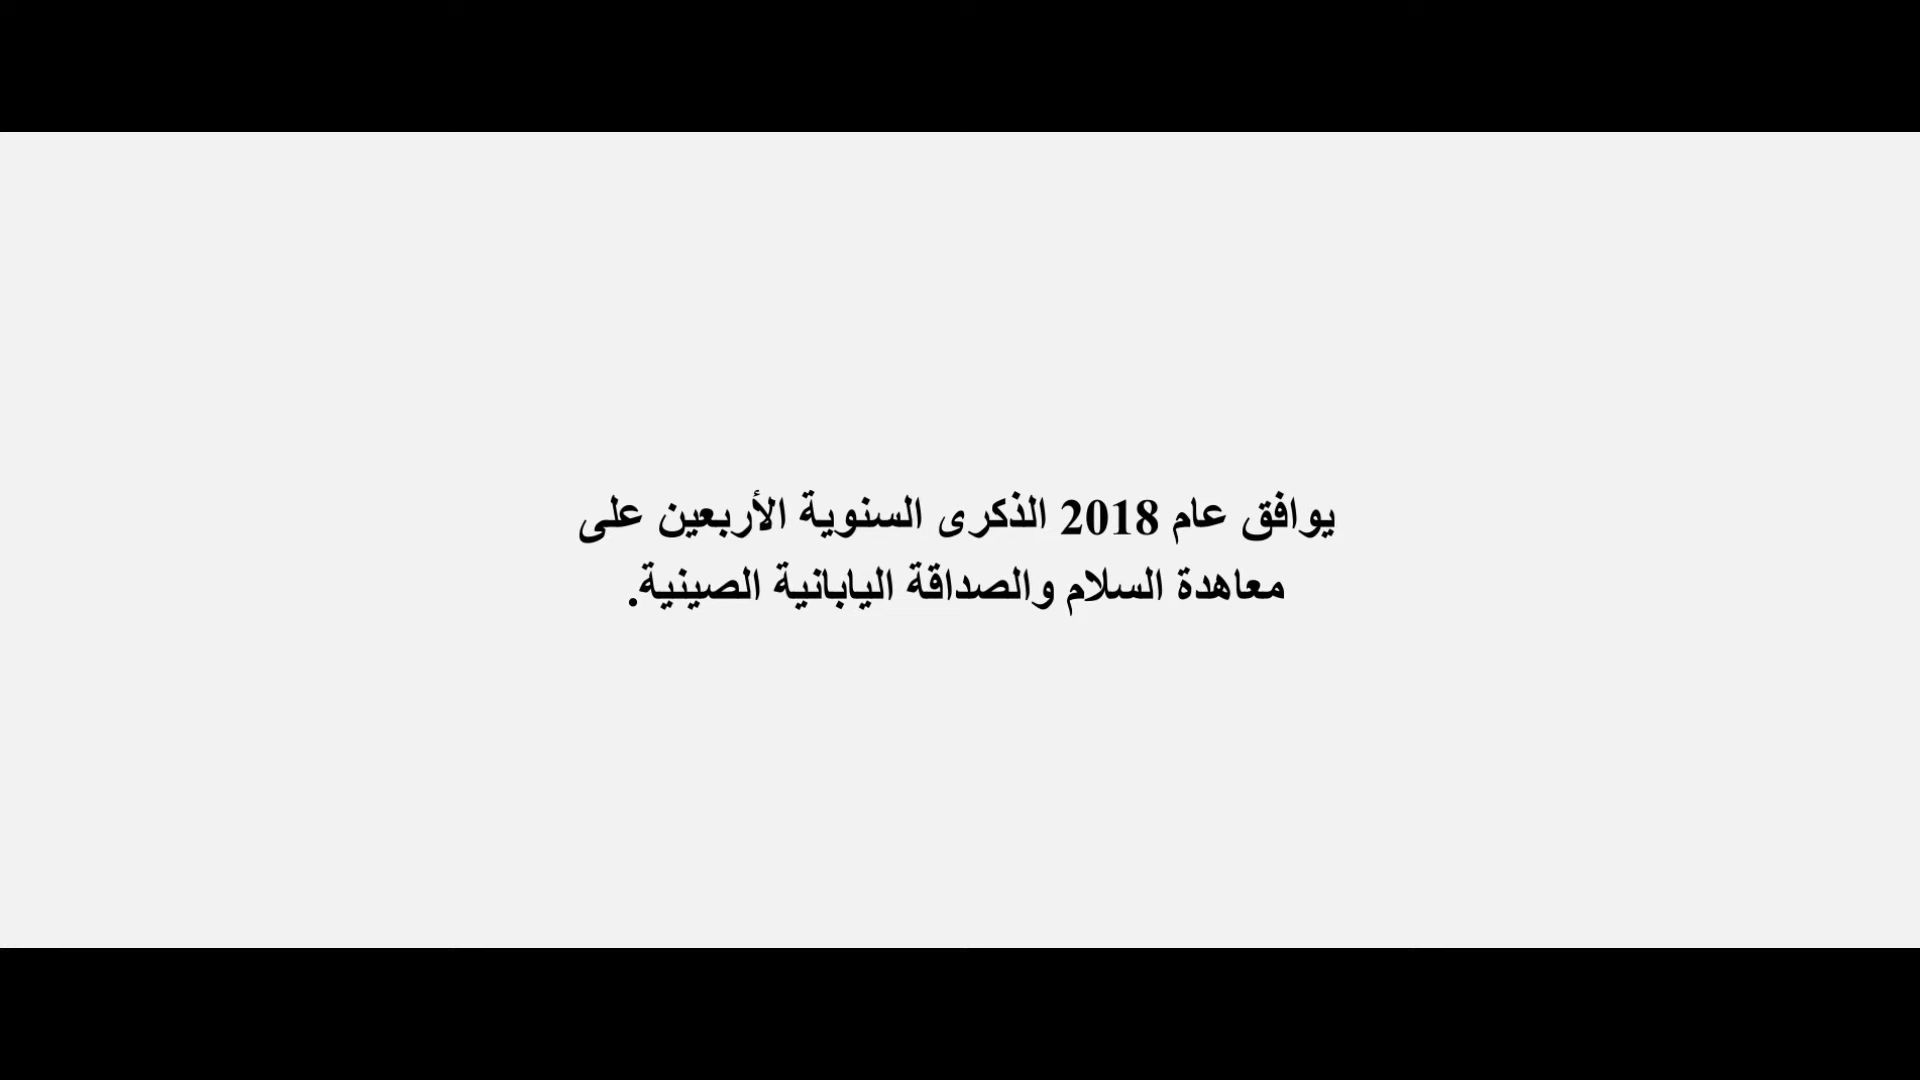 يوافق عام 2018 الذكرى السنوية الأربعين على
معاهدة السلام والصداقة اليابانية الصينية.